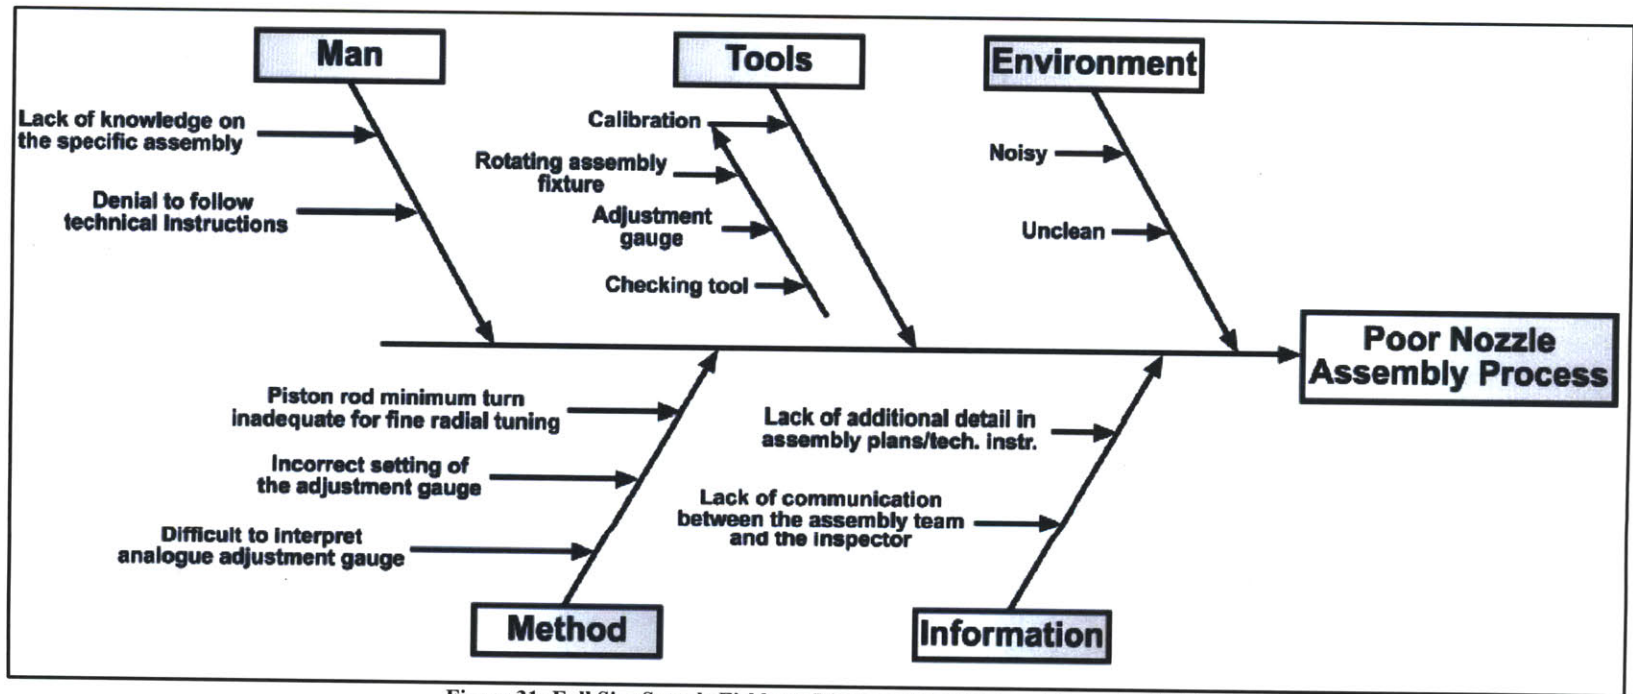 Man
Tools
Environment
Lack of knowledge on
the specific assembly
Denial to follow
technical Instructions
Calibration
Rotating assembly
fixture
Adjustment
gauge
Checking tool
Noisy
Unclean
Poor Nozzle
Assembly Process
Piston rod minimum turn
inadequate for fine radial tuning
Incorrect setting of
the adjustment gauge
Difficult to interpret
analogue adjustment gauge
Lack of additional detail in
assembly plans/tech. instr.
Lack of communication
between the assembly team
and the inspector
Method
Information